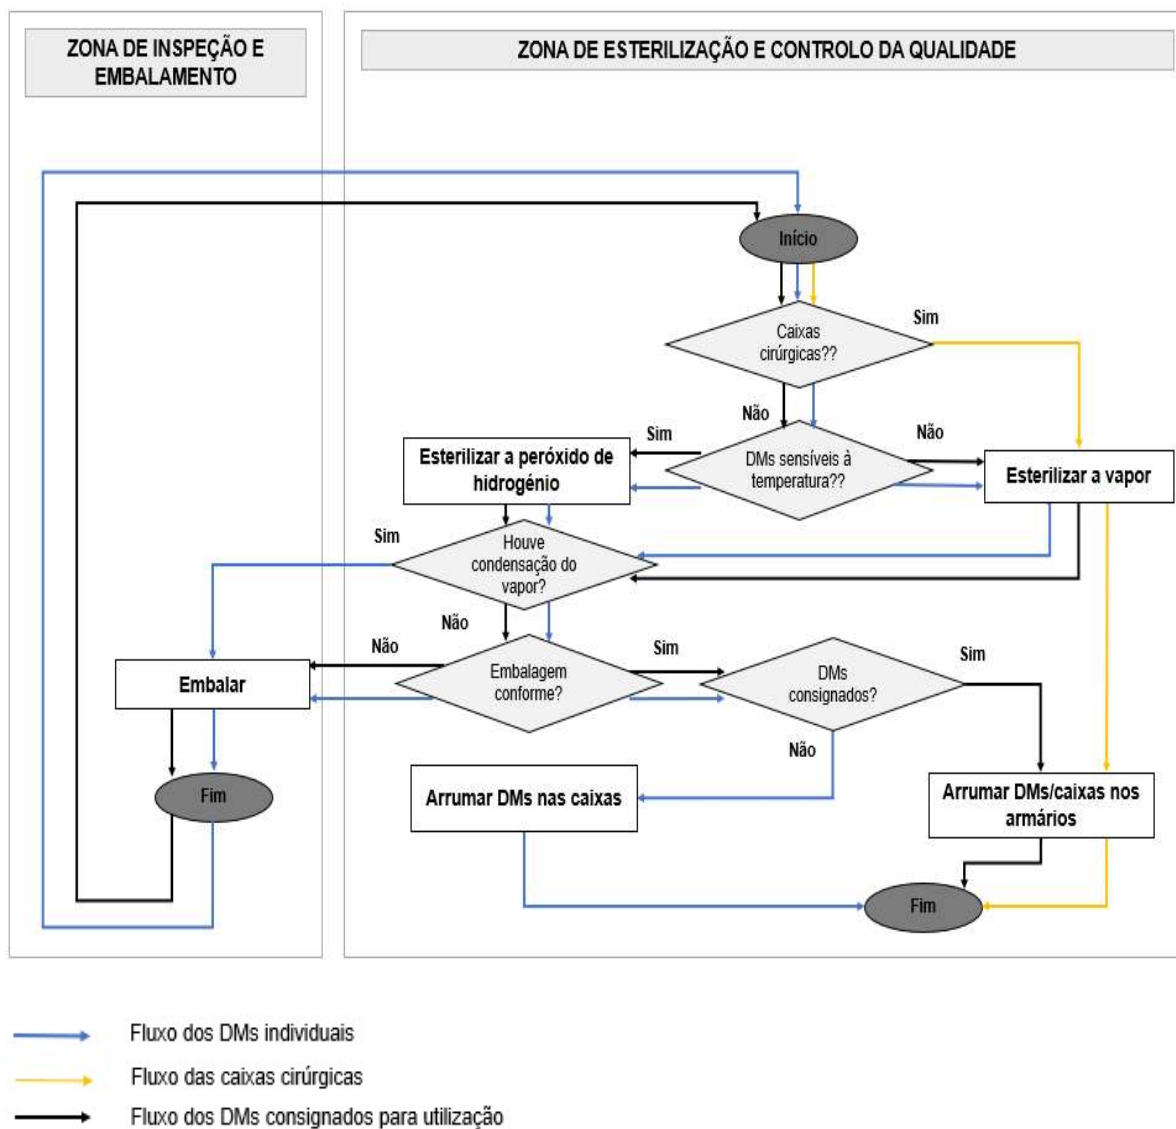 ZONA DE INSPEÇÃO E
EMBALAMENTO
ZONA DE ESTERILIZAÇÃO E CONTROLO DA QUALIDADE
Início
Caixas
cirúrgicas??
Sim
Não
DMs sensíveis à
temperatura??
Sim
Não
Esterilizar a peróxido de
hidrogénio
Esterilizar a vapor
Houve
condensação do
vapor?
Sim
Não
Embalagem
conforme?
Não
Sim
Embalar
DMs
consignados?
Sim
Não
Fim
Arrumar DMs nas caixas
Arrumar DMs/caixas nos
armários
Fim
Fluxo dos DMs individuais
Fluxo das caixas cirúrgicas
Fluxo dos DMs consignados para utilização